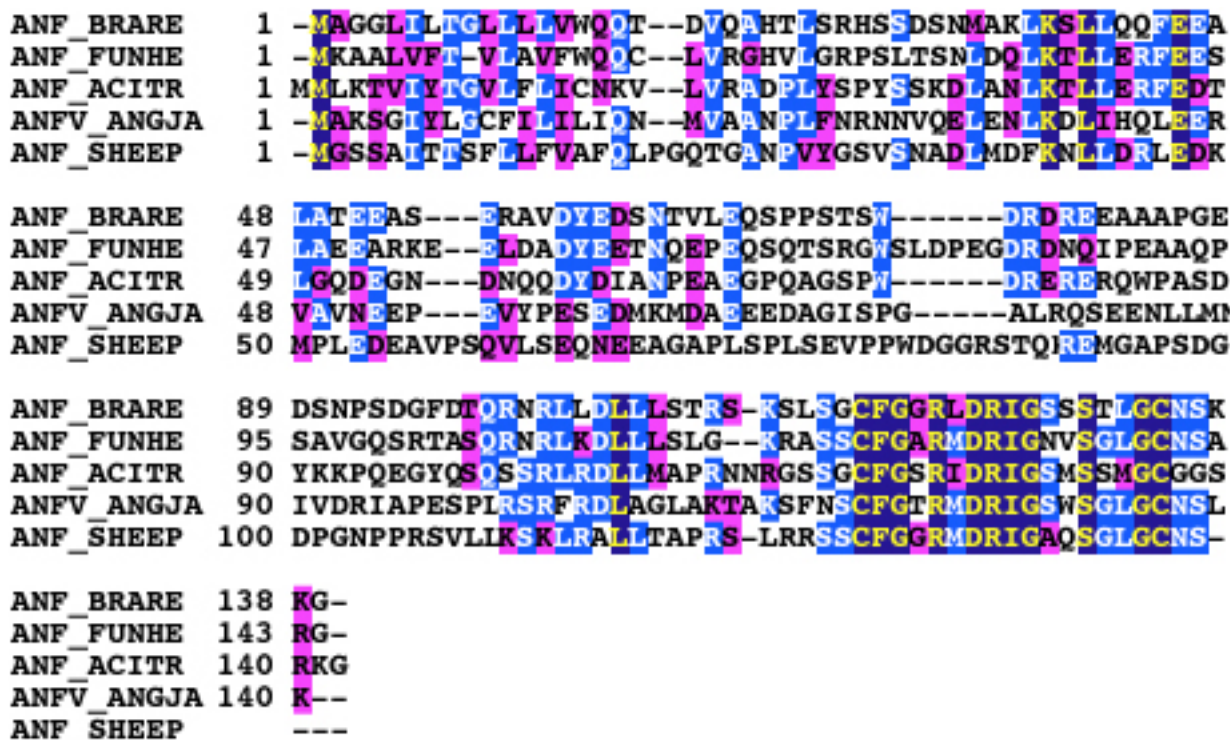 ANF_BRARE 1 -MAGGLILTGLLLLVWQQT--DVQAHTLSRHSSDSNMAKLKSLLQQFEEA
ANF_FUNHE 1 -MKAALVFT-VLAVFWQQC--LVRGHVLGRPSLTSNLDQLKTLLERFEES
ANF_ACITR 1 MMLKTVIYTGVLFLICNKV--LVRADPLYSPYSSKDLANLKTLLERFEDT
ANFV_ANGJA 1 -MAKSGIYLGCFILILIQN--MVAANPLFNRNNVQELENLKDLIHQLEER
ANF_SHEEP 1 -MGSSAITTSFLLFVAFQLPGQTGANPVYGSVSNADLMDFKNLLDRLEDK
ANF_BRARE 48 LATEEAS---ERAVDYEDSNTVLEQSPPSTSW------DRDREEAAAPGE
ANF_FUNHE 47 LAEEARKE--ELDADYEETNQEPEQSQTSRGWSLDPEGDRDNQIPEAAQP
ANF_ACITR 49 LGQDEGN---DNQQDYDIANPEAEGPQAGSPW------DRERERQWPASD
ANFV_ANGJA 48 VAVNEEP---EVYPESEDMKMDAEEEDAGISPG-----ALRQSEENLLMN
ANF_SHEEP 50 MPLEDEAVPSQVLSEQNEEAGAPLSPLSEVPPWDGGRSTQPREMGAPSDG
ANF_BRARE 89 DSNPSDGFDTQRNRLLDLLLSTRS-KSLSGCFGGRLDRIGSSSTLGCNSK
ANF_FUNHE 95 SAVGQSRTASQRNRLKDLLLSLG--KRASSCFGARMDRIGNVSGLGCNSA
ANF_ACITR 90 YKKPQEGYQSQSSRLRDLLMAPRNNRGSSGCFGSRIDRIGSMSSMGCGGS
ANFV_ANGJA 90 IVDRIAPESPLRSRFRDLAGLAKTAKSFNSCFGTRMDRIGSWSGLGCNSL
ANF_SHEEP 100 DPGNPPRSVLLKSKLRALLTAPRS-LRRSSCFGGRMDRIGAQSGLGCNS-
ANF_BRARE 138 KG-
ANF_FUNHE 143 RG-
ANF_ACITR 140 RKG
ANFV_ANGJA 140 K--
ANF_SHEEP ---